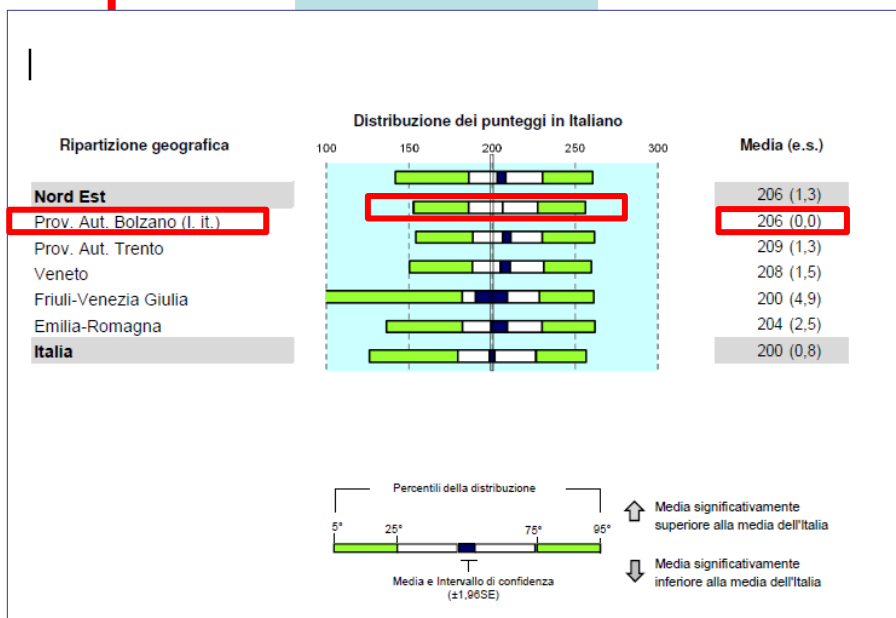 Distribuzione dei punteggi in Italiano
Ripartizione geografica
100 150 200 250 300
Media (e.s.)
Nord Est 206 (1,3)
Prov. Aut. Bolzano (l. it.) 206 (0,0)
Prov. Aut. Trento 209 (1,3)
Veneto 208 (1,5)
Friuli-Venezia Giulia 200 (4,9)
Emilia-Romagna 204 (2,5)
Italia 200 (0,8)
Percentili della distribuzione
5° 25° 75° 95°
Media e Intervallo di confidenza
(±1,96SE)
Media significativamente
superiore alla media dell'Italia
Media significativamente
inferiore alla media dell'Italia